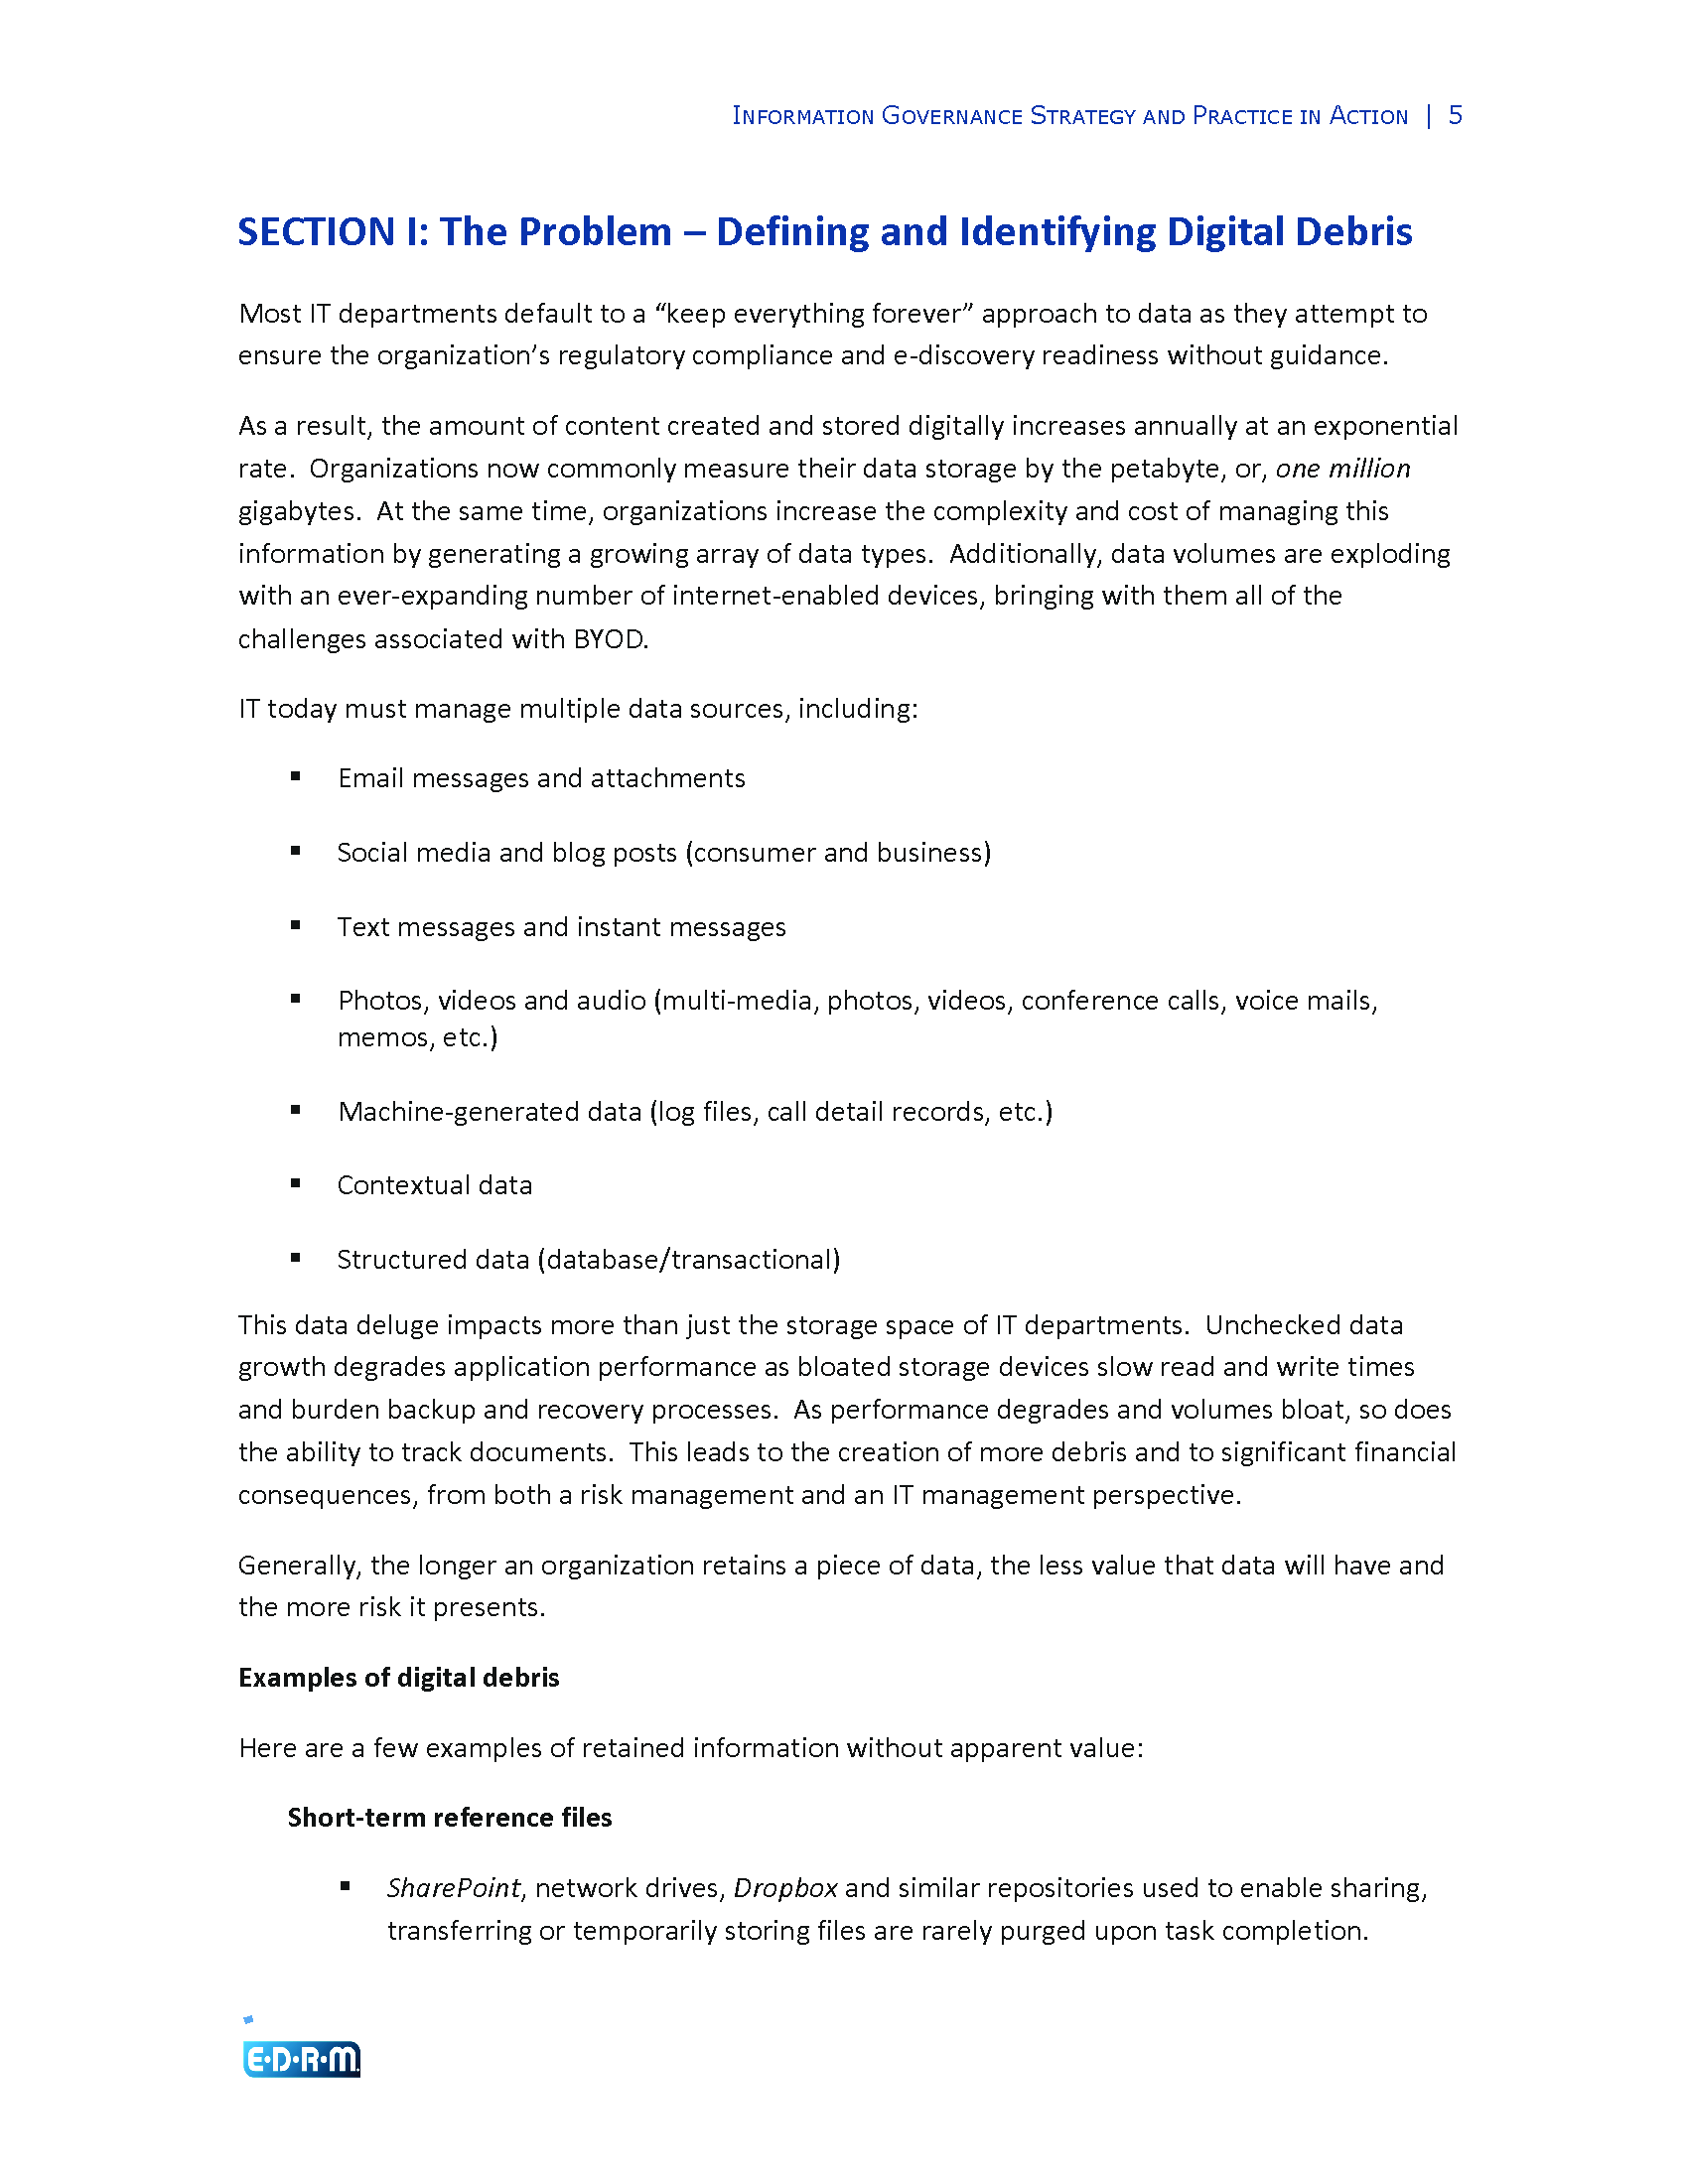 Information Governance Strategy and Practice in Action | 5
SECTION I: The Problem – Defining and Identifying Digital Debris
Most IT departments default to a “keep everything forever” approach to data as they attempt to
ensure the organization’s regulatory compliance and e-discovery readiness without guidance.
As a result, the amount of content created and stored digitally increases annually at an exponential
rate.  Organizations now commonly measure their data storage by the petabyte, or, one million
gigabytes.  At the same time, organizations increase the complexity and cost of managing this
information by generating a growing array of data types.  Additionally, data volumes are exploding
with an ever-expanding number of internet-enabled devices, bringing with them all of the
challenges associated with BYOD.
IT today must manage multiple data sources, including:
▪ Email messages and attachments
▪ Social media and blog posts (consumer and business)
▪ Text messages and instant messages
▪ Photos, videos and audio (multi-media, photos, videos, conference calls, voice mails,
memos, etc.)
▪ Machine-generated data (log files, call detail records, etc.)
▪ Contextual data
▪ Structured data (database/transactional)
This data deluge impacts more than just the storage space of IT departments.  Unchecked data
growth degrades application performance as bloated storage devices slow read and write times
and burden backup and recovery processes.  As performance degrades and volumes bloat, so does
the ability to track documents.  This leads to the creation of more debris and to significant financial
consequences, from both a risk management and an IT management perspective.
Generally, the longer an organization retains a piece of data, the less value that data will have and
the more risk it presents.
Examples of digital debris
Here are a few examples of retained information without apparent value:
Short-term reference files
▪ SharePoint, network drives, Dropbox and similar repositories used to enable sharing,
transferring or temporarily storing files are rarely purged upon task completion.
E·D·R·M